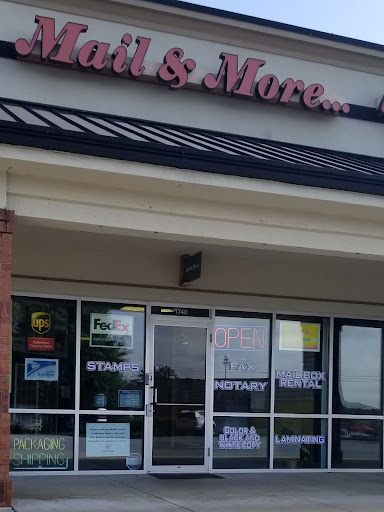 Mail & More...
1740
ups
FedEx
OPEN
STAMPS
FAX
NOTARY
MAIL BOX
RENTAL
PACKAGING
SHIPPING
COLOR &
BLACK AND
WHITE COPY
LAMINATING